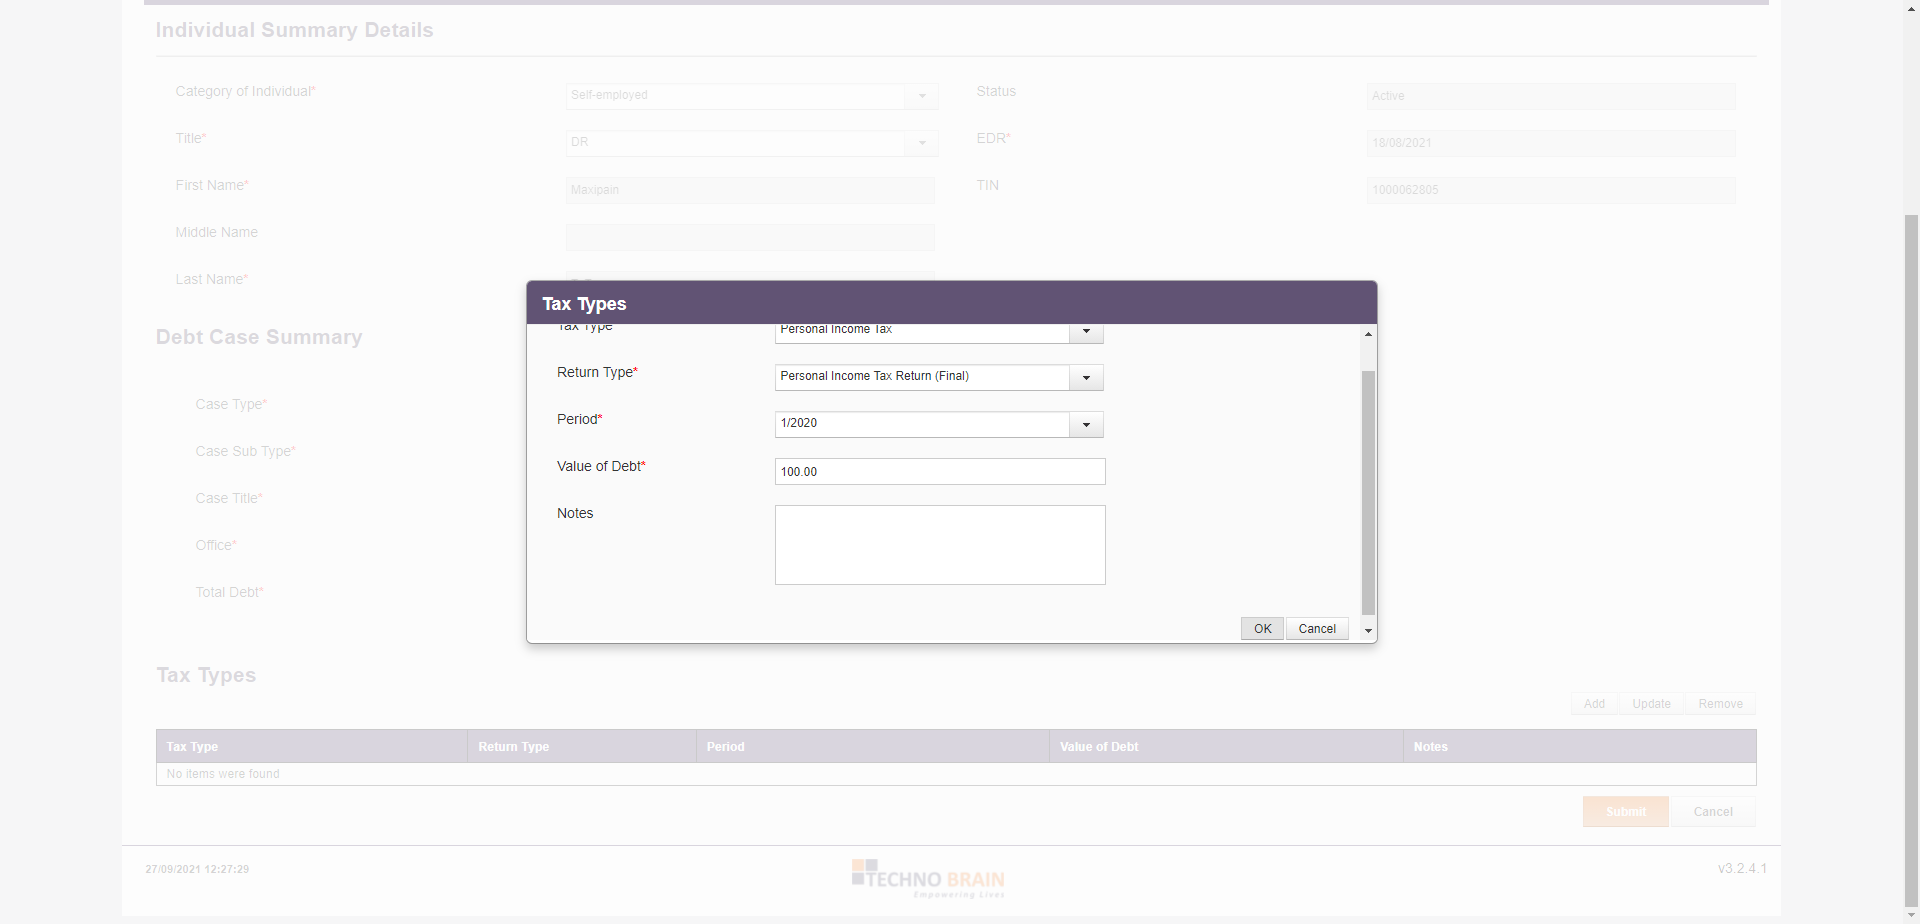 Individual Summary Details
Category of Individual* Self-employed Status Active
Title* DR EDR* 18/08/2021
First Name* Maxipain TIN 1000062805
Middle Name
Last Name*
Tax Types
Tax Type Personal Income Tax
Return Type* Personal Income Tax Return (Final)
Period* 1/2020
Value of Debt* 100.00
Notes
OK Cancel
Debt Case Summary
Case Type*
Case Sub Type*
Case Title*
Office*
Total Debt*
Tax Types
Add Update Remove
Tax Type Return Type Period Value of Debt Notes
No items were found
Submit Cancel
27/09/2021 12:27:29
TECHNO BRAIN
Empowering Lives
v3.2.4.1